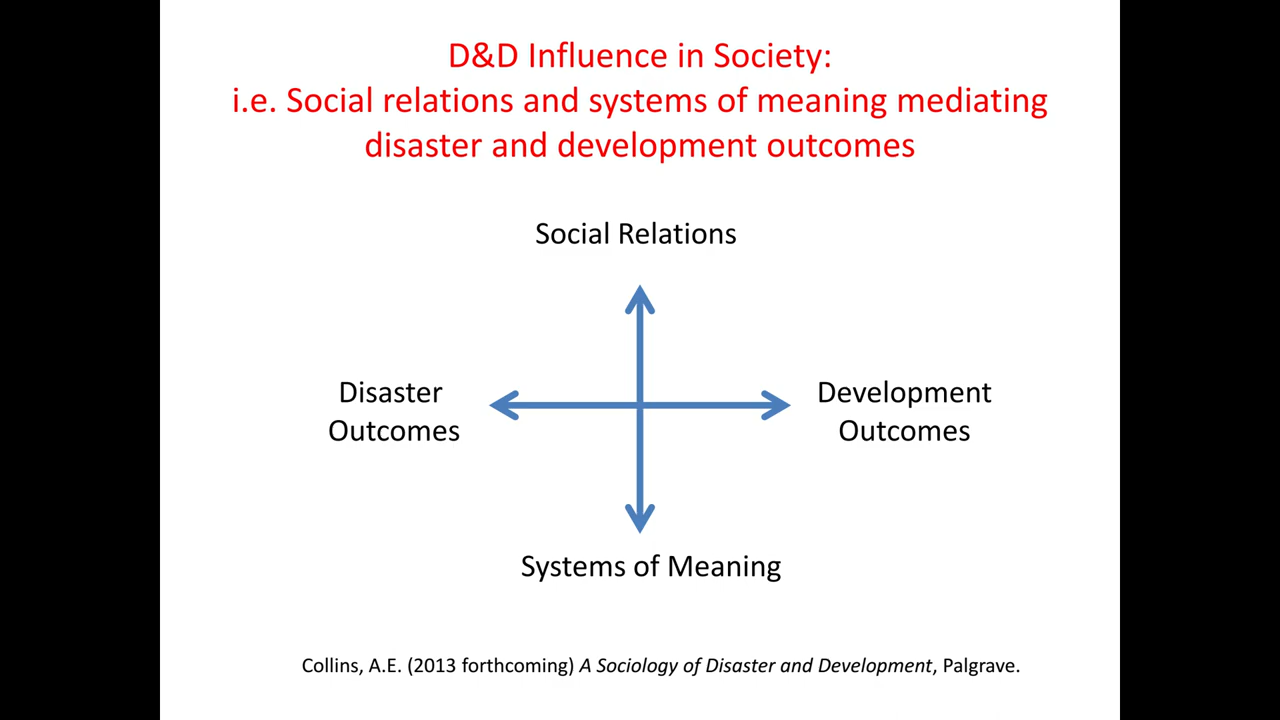 D&D Influence in Society:
i.e. Social relations and systems of meaning mediating
disaster and development outcomes
Social Relations
Disaster
Outcomes
Development
Outcomes
Systems of Meaning
Collins, A.E. (2013 forthcoming) A Sociology of Disaster and Development, Palgrave.